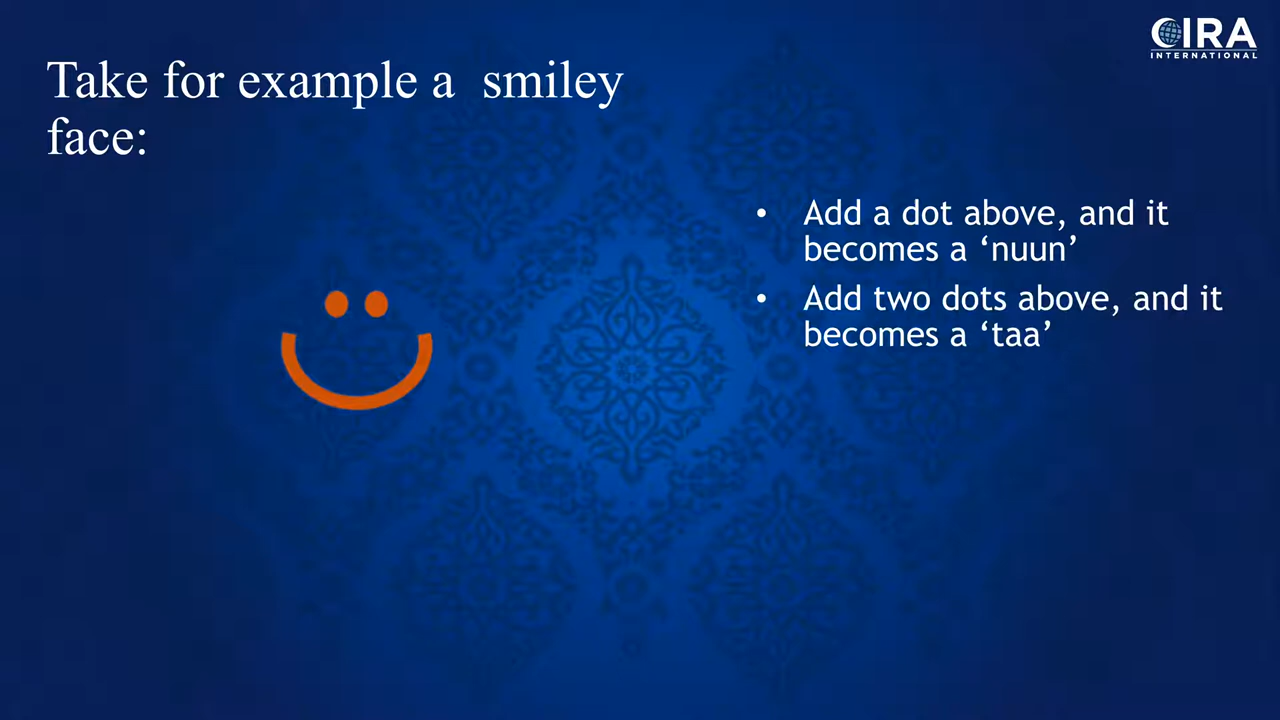 CIRA
INTERNATIONAL
Take for example a  smiley
face:
• Add a dot above, and it
becomes a ‘nuun’
• Add two dots above, and it
becomes a ‘taa’